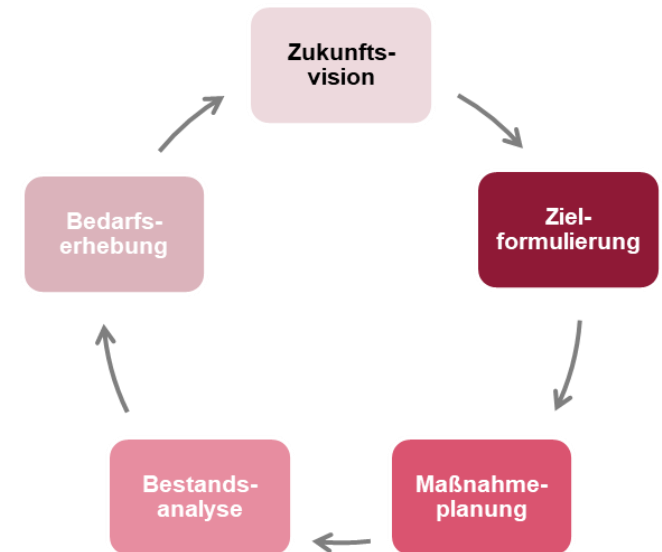 Zukunfts-
vision
Ziel-
formulierung
Maßnahme-
planung
Bestands-
analyse
Bedarfs-
erhebung